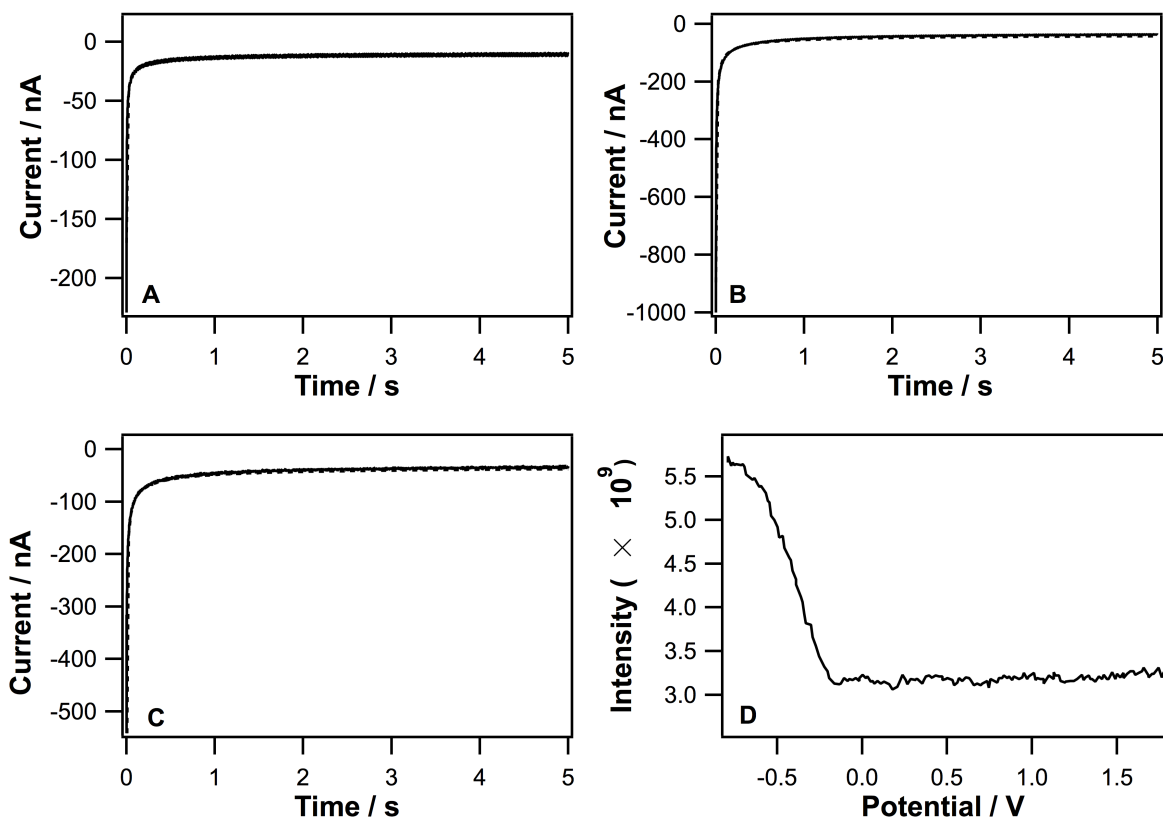 0
-50
-100
-150
-200
Current / nA
A
0 1 2 3 4 5
Time / s
0
-200
-400
-600
-800
-1000
Current / nA
B
0 1 2 3 4 5
Time / s
0
-100
-200
-300
-400
-500
Current / nA
C
0 1 2 3 4 5
Time / s
5.5
5.0
4.5
4.0
3.5
3.0
Intensity ( × 10⁹)
D
-0.5 0.0 0.5 1.0 1.5
Potential / V